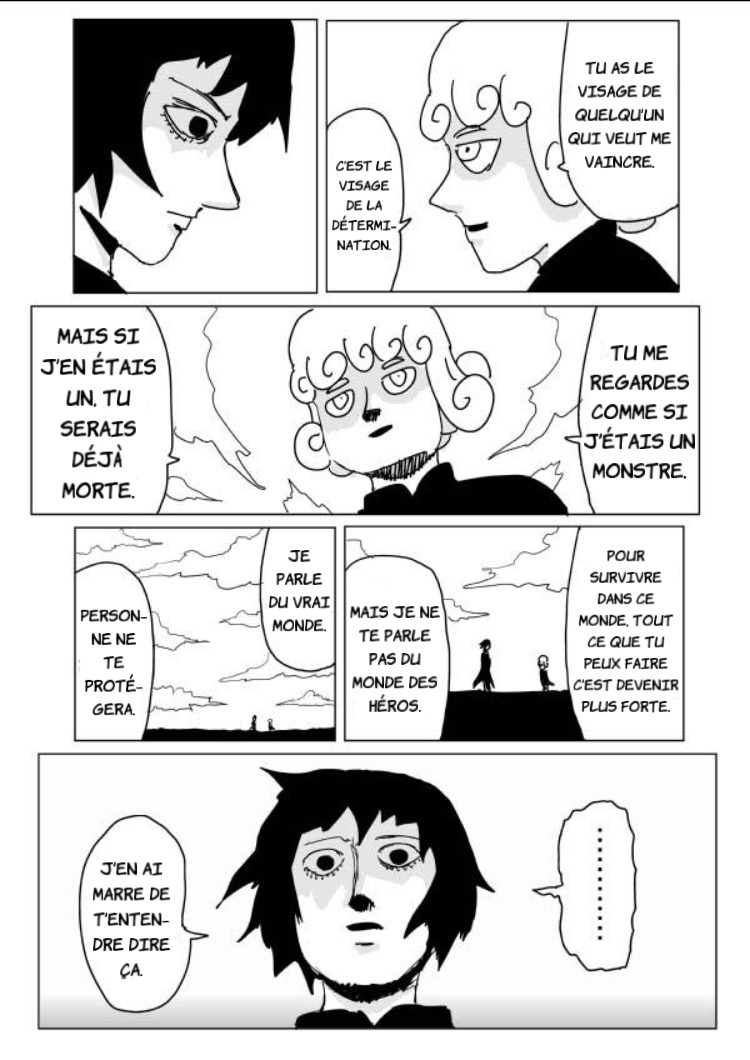 TU AS LE
VISAGE DE
QUELQU'UN
QUI VEUT ME
VAINCRE.
C'EST LE
VISAGE
DE LA
DÉTERMI-
NATION.
TU ME
REGARDES
COMME SI
J'ÉTAIS UN
MONSTRE.
MAIS SI
J'EN ÉTAIS
UN, TU
SERAIS
DÉJÀ
MORTE.
POUR
SURVIVRE
DANS CE
MONDE, TOUT
CE QUE TU
PEUX FAIRE
C'EST DEVENIR
PLUS FORTE.
MAIS JE NE
TE PARLE
PAS DU
MONDE DES
HÉROS.
JE
PARLE
DU VRAI
MONDE.
PERSON-
NE NE
TE
PROTÉ-
GERA.
...........
J'EN AI
MARRE DE
T'ENTEN-
DRE DIRE
ÇA.